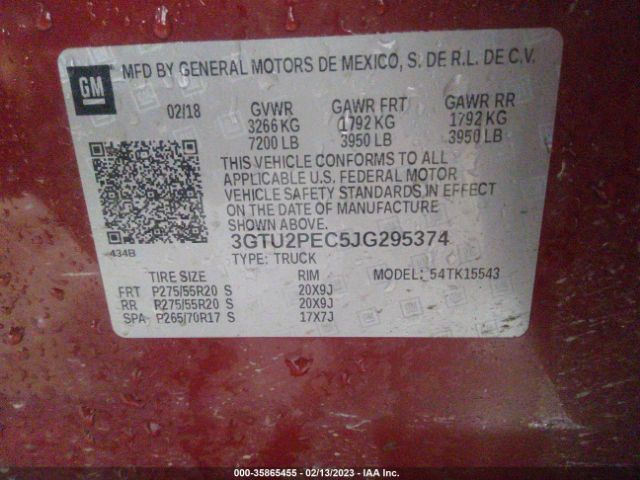 GM
MFD BY GENERAL MOTORS DE MEXICO, S. DE R.L. DE C.V.
02/18 GVWR GAWR FRT GAWR RR
3266 KG 1792 KG 1792 KG
7200 LB 3950 LB 3950 LB
THIS VEHICLE CONFORMS TO ALL
APPLICABLE U.S. FEDERAL MOTOR
VEHICLE SAFETY STANDARDS IN EFFECT
ON THE DATE OF MANUFACTURE
SHOWN ABOVE.
434B 3GTU2PEC5JG295374
TYPE: TRUCK
TIRE SIZE RIM MODEL: 54TK15543
FRT P275/55R20 S 20X9J
RR P275/55R20 S 20X9J
SPA P265/70R17 S 17X7J
000-35865455 - 02/13/2023 - IAA Inc.